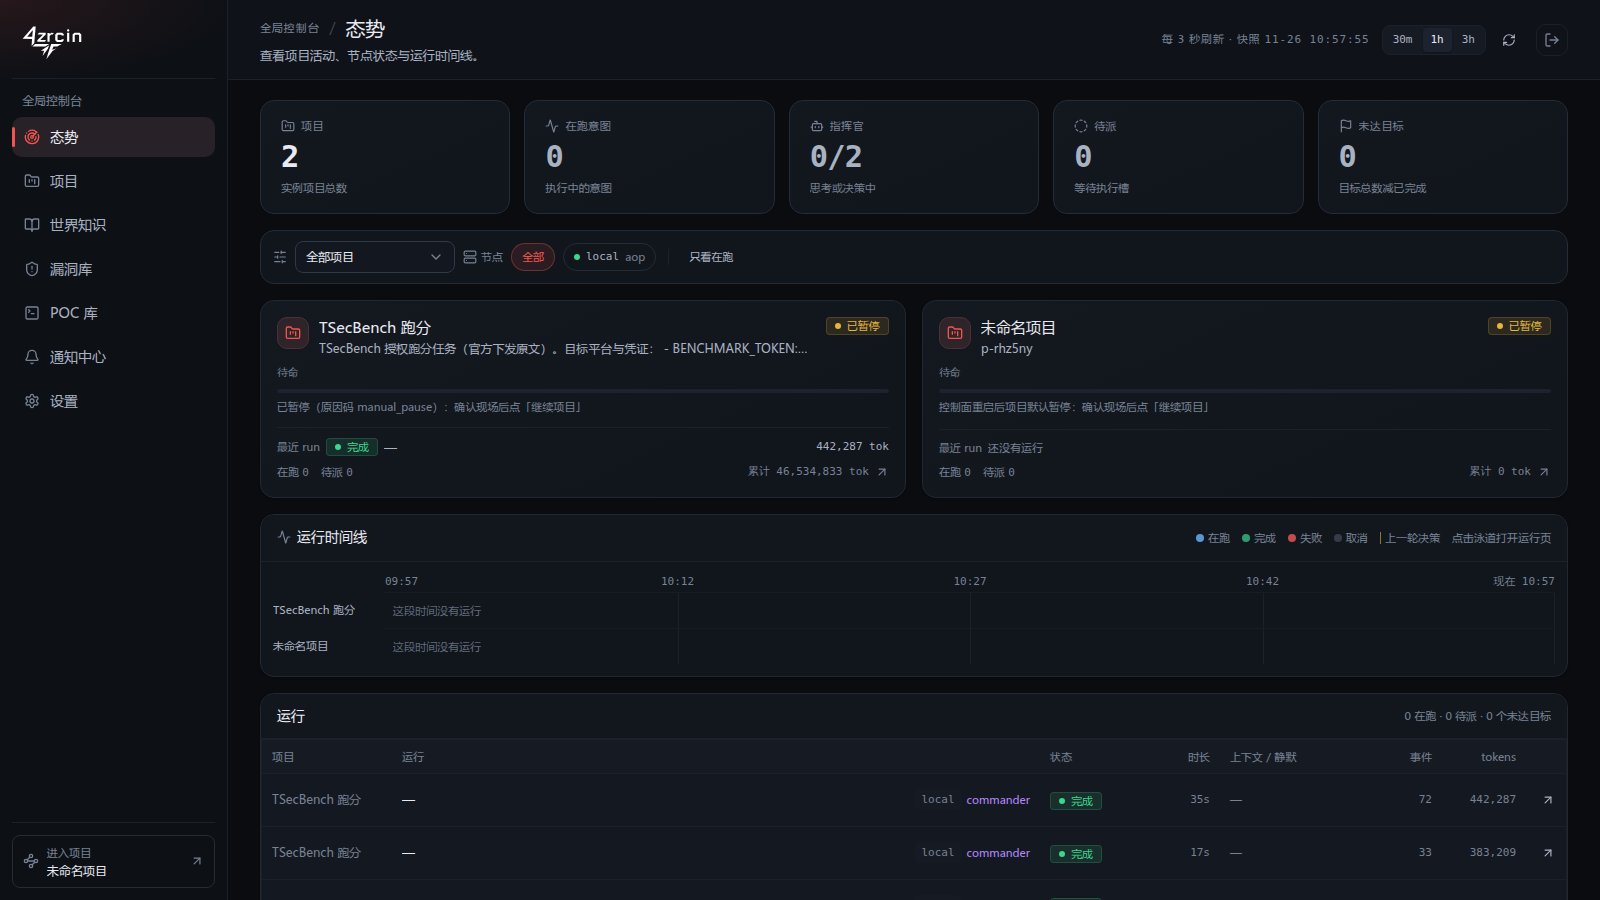 Azrcin
全局控制台
态势
项目
世界知识
漏洞库
POC 库
通知中心
设置
进入项目
未命名项目
全局控制台 / 态势
查看项目活动、节点状态与运行时间线。
每 3 秒刷新 · 快照 11-26 10:57:55
30m 1h 3h
项目
2
实例项目总数
在跑意图
0
执行中的意图
指挥官
0/2
思考或决策中
待派
0
等待执行槽
未达目标
0
目标总数减已完成
全部项目 节点 全部 local aop 只看在跑
TSecBench 跑分 已暂停
TSecBench 授权跑分任务（官方下发原文）。目标平台与凭证： - BENCHMARK_TOKEN:...
待命
已暂停（原因码 manual_pause）：确认现场后点「继续项目」
最近 run 完成 — 442,287 tok
在跑 0 待派 0 累计 46,534,833 tok
未命名项目 已暂停
p-rhz5ny
待命
控制面重启后项目默认暂停：确认现场后点「继续项目」
最近 run 还没有运行
在跑 0 待派 0 累计 0 tok
运行时间线 在跑 完成 失败 取消 上一轮决策 点击泳道打开运行页
09:57 10:12 10:27 10:42 现在 10:57
TSecBench 跑分 这段时间没有运行
未命名项目 这段时间没有运行
运行 0 在跑 · 0 待派 · 0 个未达目标
项目 运行 状态 时长 上下文 / 静默 事件 tokens
TSecBench 跑分 — local commander 完成 35s — 72 442,287
TSecBench 跑分 — local commander 完成 17s — 33 383,209